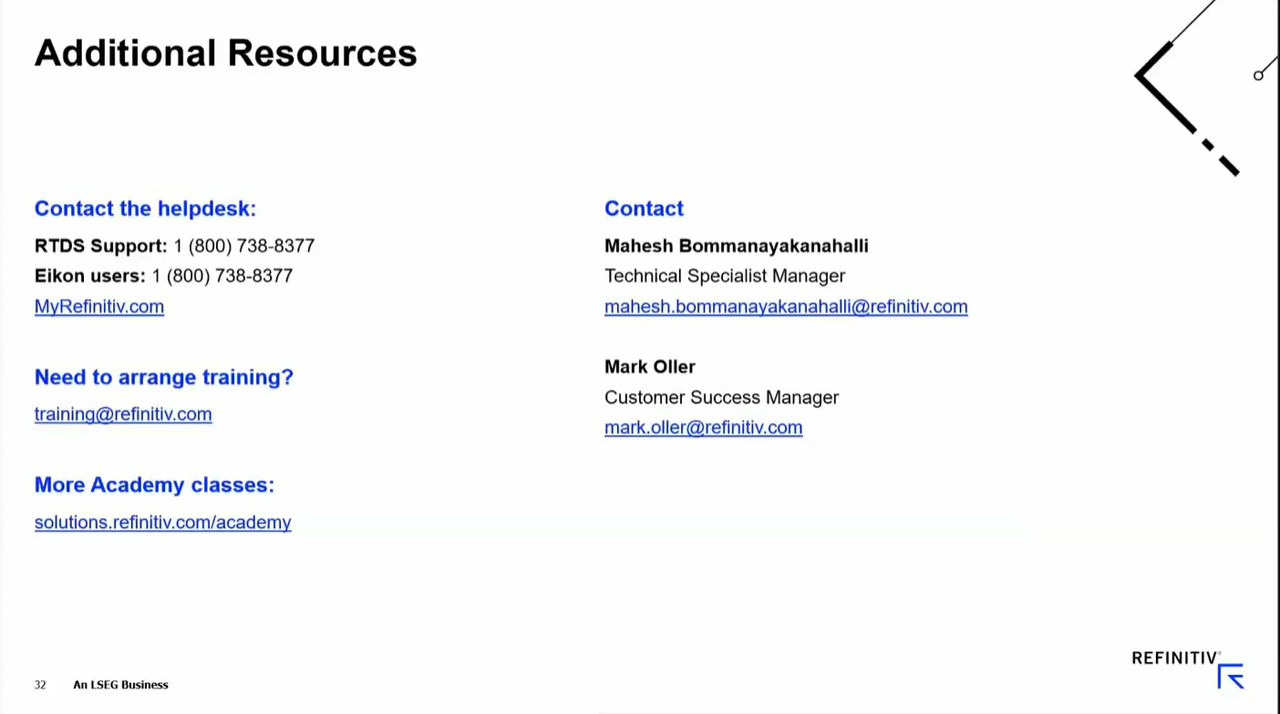 Additional Resources
Contact the helpdesk:
RTDS Support: 1 (800) 738-8377
Eikon users: 1 (800) 738-8377
MyRefinitiv.com
Need to arrange training?
training@refinitiv.com
More Academy classes:
solutions.refinitiv.com/academy
Contact
Mahesh Bommanayakanahalli
Technical Specialist Manager
mahesh.bommanayakanahalli@refinitiv.com
Mark Oller
Customer Success Manager
mark.oller@refinitiv.com
REFINITIV
32 An LSEG Business